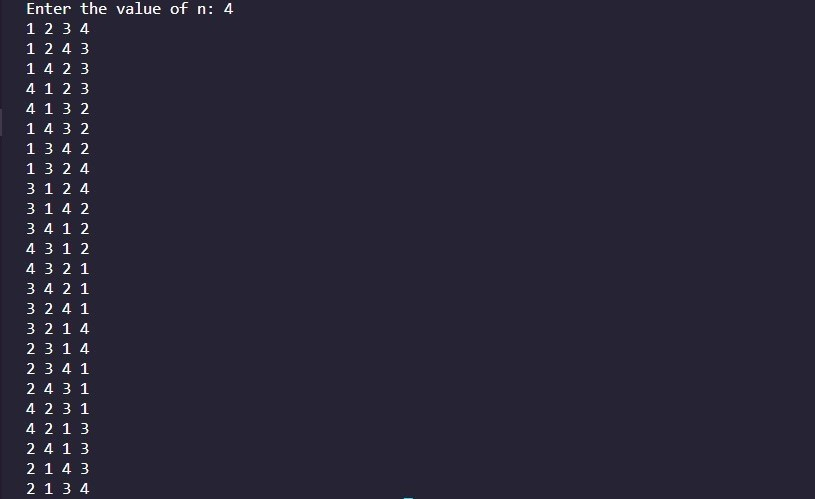 Enter the value of n: 4
1 2 3 4
1 2 4 3
1 4 2 3
4 1 2 3
4 1 3 2
1 4 3 2
1 3 4 2
1 3 2 4
3 1 2 4
3 1 4 2
3 4 1 2
4 3 1 2
4 3 2 1
3 4 2 1
3 2 4 1
3 2 1 4
2 3 1 4
2 3 4 1
2 4 3 1
4 2 3 1
4 2 1 3
2 4 1 3
2 1 4 3
2 1 3 4